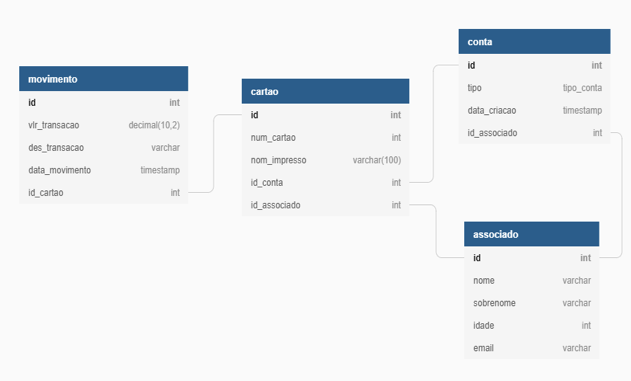 movimento
id int
vlr_transacao decimal(10,2)
des_transacao varchar
data_movimento timestamp
id_cartao int
cartao
id int
num_cartao int
nom_impresso varchar(100)
id_conta int
id_associado int
conta
id int
tipo tipo_conta
data_criacao timestamp
id_associado int
associado
id int
nome varchar
sobrenome varchar
idade int
email varchar